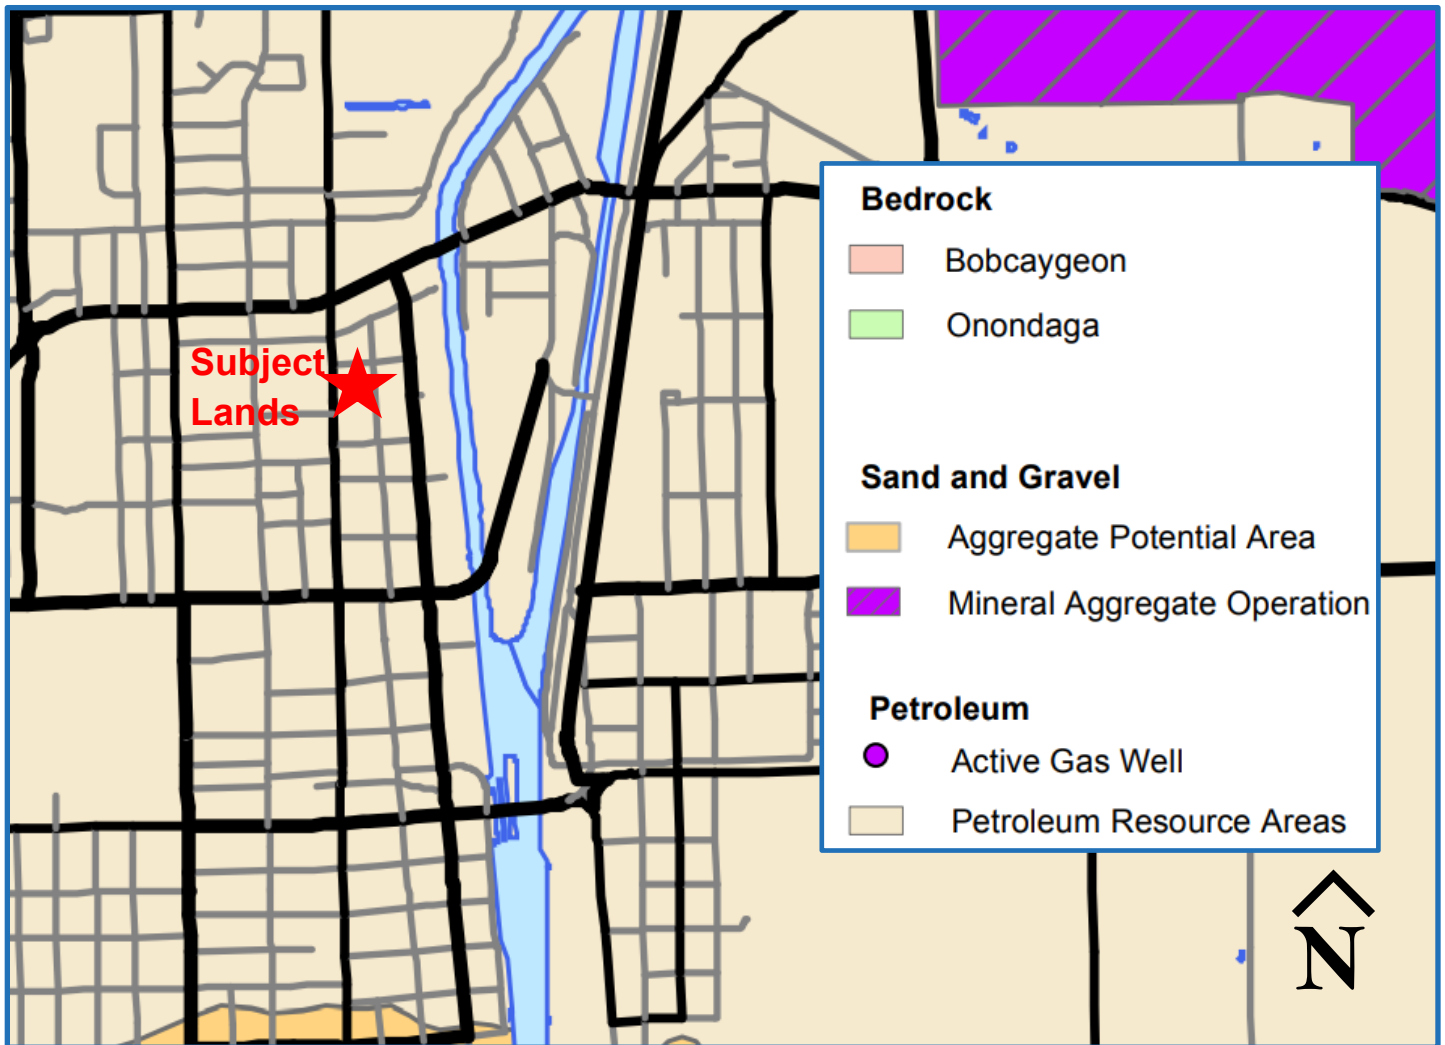 Subject
Lands
Bedrock
Bobcaygeon
Onondaga
Sand and Gravel
Aggregate Potential Area
Mineral Aggregate Operation
Petroleum
Active Gas Well
Petroleum Resource Areas
N